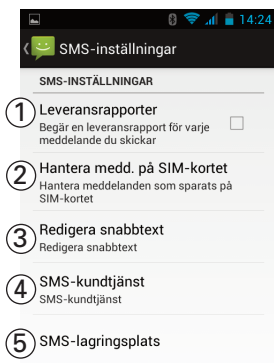 14:24
SMS-inställningar
SMS-INSTÄLLNINGAR
1 Leveransrapporter
Begär en leveransrapport för varje
meddelande du skickar
2 Hantera medd. på SIM-kortet
Hantera meddelanden som sparats på
SIM-kortet
3 Redigera snabbtext
Redigera snabbtext
4 SMS-kundtjänst
SMS-kundtjänst
5 SMS-lagringsplats